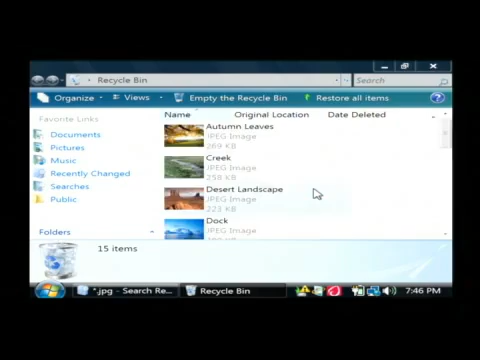 Recycle Bin
Search
Organize Views Empty the Recycle Bin Restore all items
Favorite Links
Documents
Pictures
Music
Recently Changed
Searches
Public
Folders
Name Original Location Date Deleted
Autumn Leaves
JPEG Image
269 KB
Creek
JPEG Image
258 KB
Desert Landscape
JPEG Image
223 KB
Dock
JPEG Image
15 items
*.jpg - Search Re...
Recycle Bin
7:46 PM